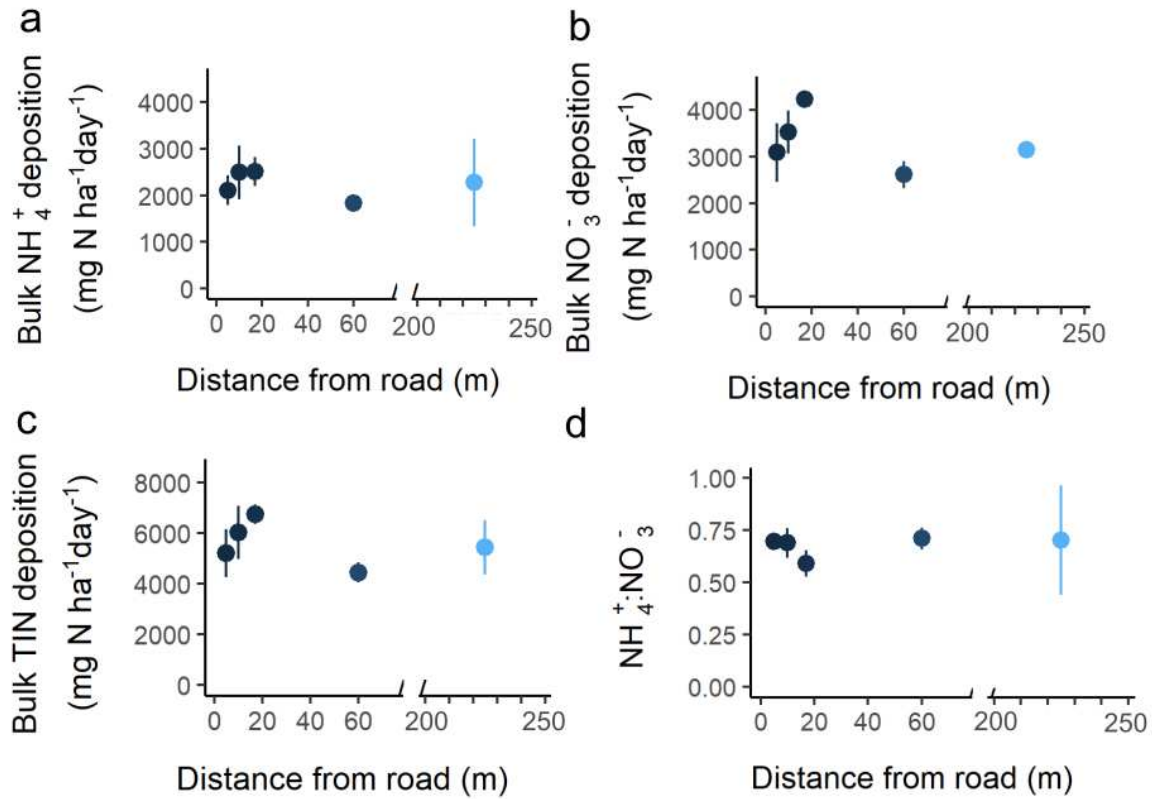 a
Bulk NH₄⁺ deposition
(mg N ha⁻¹day⁻¹)
4000
3000
2000
1000
0
0 20 40 60 200 250
Distance from road (m)
b
Bulk NO₃⁻ deposition
(mg N ha⁻¹day⁻¹)
4000
3000
2000
1000
0
0 20 40 60 200 250
Distance from road (m)
c
Bulk TIN deposition
(mg N ha⁻¹day⁻¹)
8000
6000
4000
2000
0
0 20 40 60 200 250
Distance from road (m)
d
NH₄⁺:NO₃⁻
1.00
0.75
0.50
0.25
0.00
0 20 40 60 200 250
Distance from road (m)